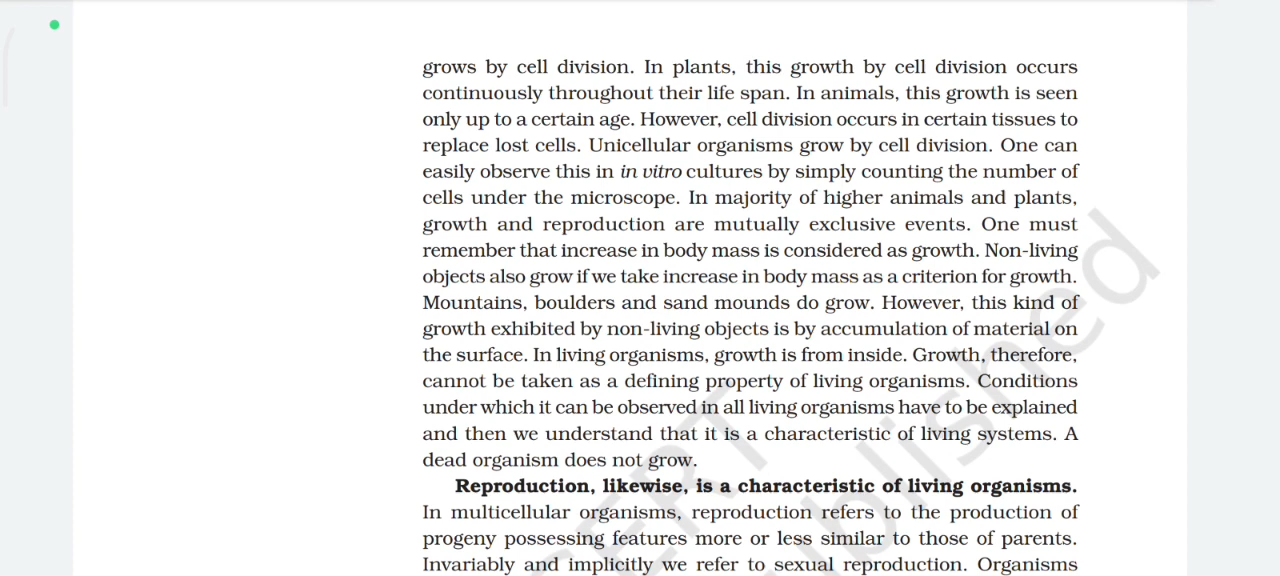 grows by cell division. In plants, this growth by cell division occurs
continuously throughout their life span. In animals, this growth is seen
only up to a certain age. However, cell division occurs in certain tissues to
replace lost cells. Unicellular organisms grow by cell division. One can
easily observe this in in vitro cultures by simply counting the number of
cells under the microscope. In majority of higher animals and plants,
growth and reproduction are mutually exclusive events. One must
remember that increase in body mass is considered as growth. Non-living
objects also grow if we take increase in body mass as a criterion for growth.
Mountains, boulders and sand mounds do grow. However, this kind of
growth exhibited by non-living objects is by accumulation of material on
the surface. In living organisms, growth is from inside. Growth, therefore,
cannot be taken as a defining property of living organisms. Conditions
under which it can be observed in all living organisms have to be explained
and then we understand that it is a characteristic of living systems. A
dead organism does not grow.
Reproduction, likewise, is a characteristic of living organisms.
In multicellular organisms, reproduction refers to the production of
progeny possessing features more or less similar to those of parents.
Invariably and implicitly we refer to sexual reproduction. Organisms